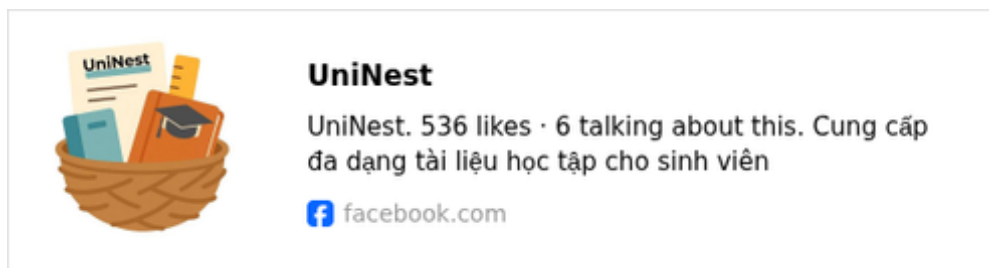 UniNest
UniNest
UniNest. 536 likes · 6 talking about this. Cung cấp
đa dạng tài liệu học tập cho sinh viên
facebook.com